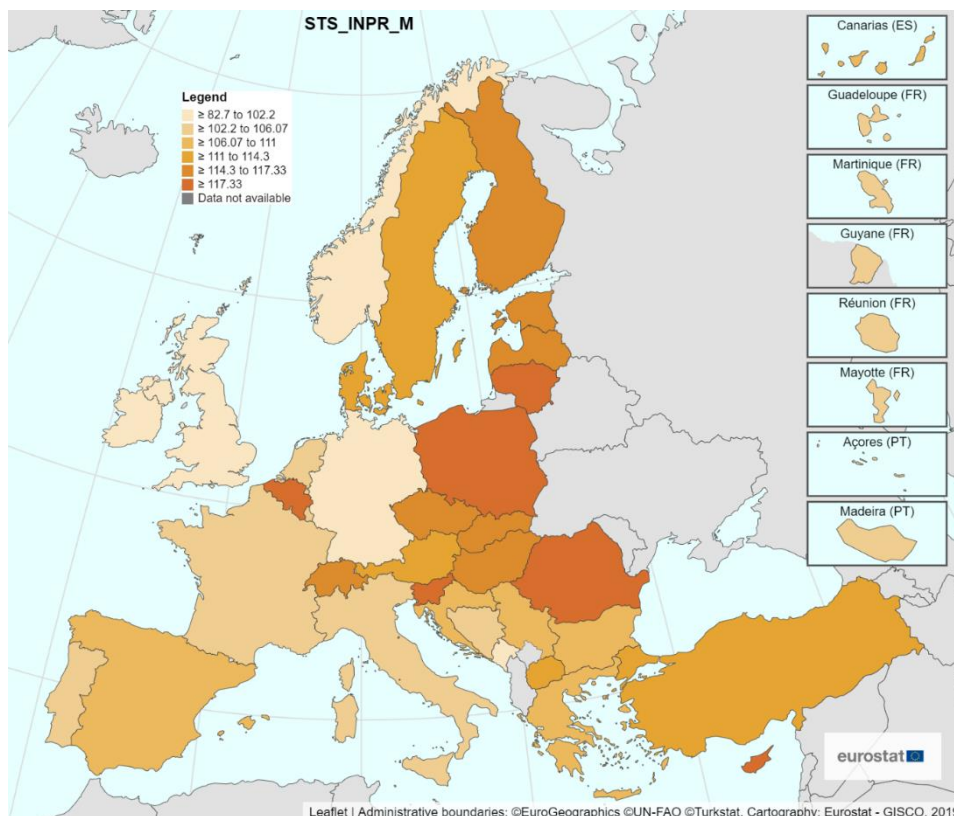 STS_INPR_M
Legend
≥ 82.7 to 102.2
≥ 102.2 to 106.07
≥ 106.07 to 111
≥ 111 to 114.3
≥ 114.3 to 117.33
≥ 117.33
Data not available
Canarias (ES)
Guadeloupe (FR)
Martinique (FR)
Guyane (FR)
Réunion (FR)
Mayotte (FR)
Açores (PT)
Madeira (PT)
eurostat
Leaflet | Administrative boundaries: ©EuroGeographics ©UN-FAO ©Turkstat, Cartography: Eurostat - GISCO, 2019